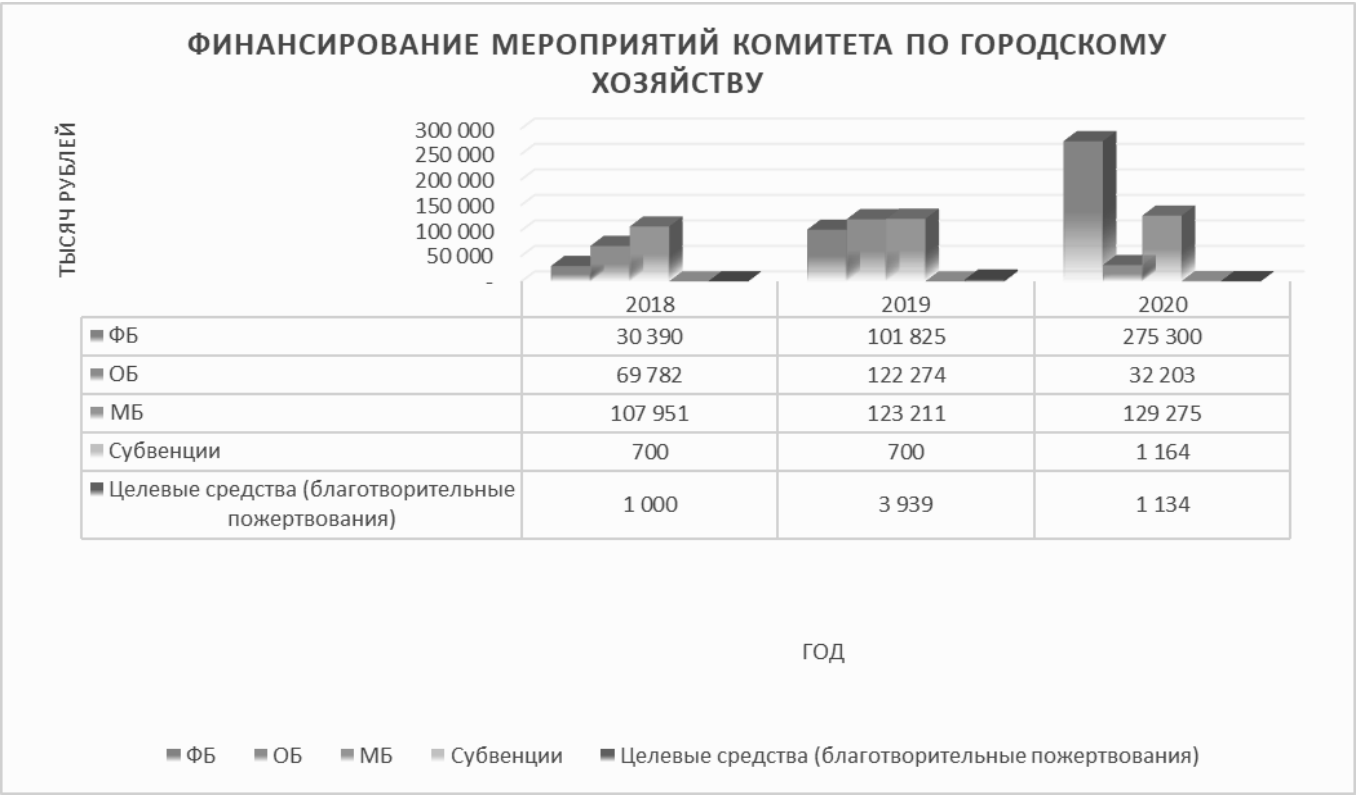 ФИНАНСИРОВАНИЕ МЕРОПРИЯТИЙ КОМИТЕТА ПО ГОРОДСКОМУ
ХОЗЯЙСТВУ
ТЫСЯЧ РУБЛЕЙ
300 000
250 000
200 000
150 000
100 000
50 000
-
2018 2019 2020
ФБ 30 390 101 825 275 300
ОБ 69 782 122 274 32 203
МБ 107 951 123 211 129 275
Субвенции 700 700 1 164
Целевые средства (благотворительные
пожертвования) 1 000 3 939 1 134
ГОД
ФБ ОБ МБ Субвенции Целевые средства (благотворительные пожертвования)